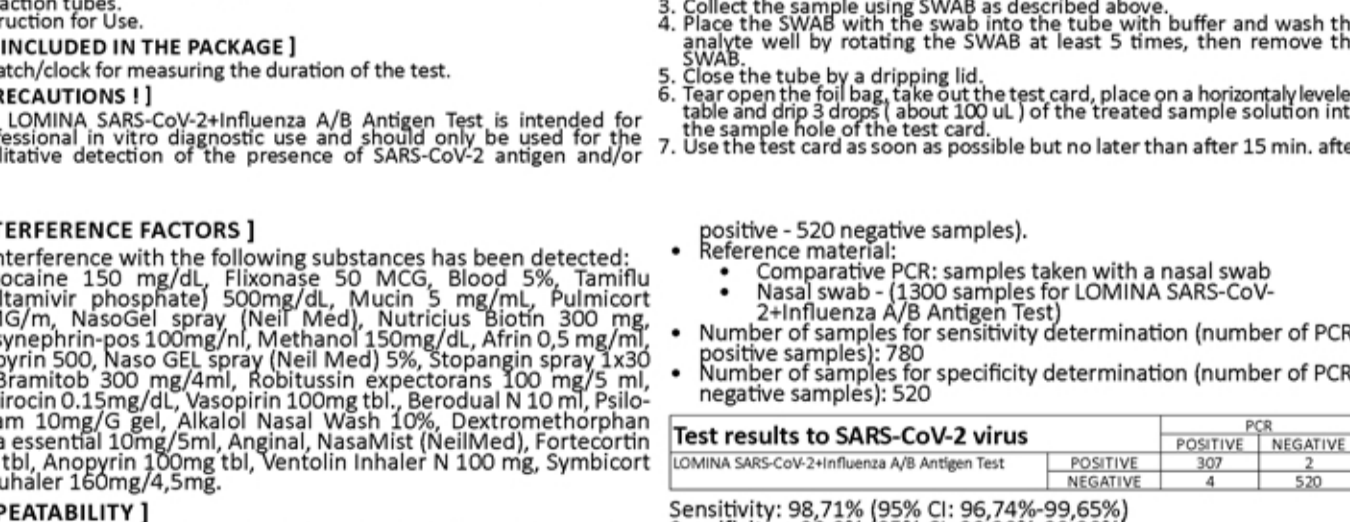 action tubes.
ruction for Use.
INCLUDED IN THE PACKAGE ]
atch/clock for measuring the duration of the test.
RECAUTIONS ! ]
LOMINA SARS-CoV-2+Influenza A/B Antigen Test is intended for
fessional in vitro diagnostic use and should only be used for the
litative detection of the presence of SARS-CoV-2 antigen and/or
3. Collect the sample using SWAB as described above.
4. Place the SWAB with the swab into the tube with buffer and wash th
analyte well by rotating the SWAB at least 5 times, then remove th
SWAB.
5. Close the tube by a dripping lid.
6. Tear open the foil bag, take out the test card, place on a horizontaly levele
table and drip 3 drops ( about 100 uL ) of the treated sample solution int
the sample hole of the test card.
7. Use the test card as soon as possible but no later than after 15 min. afte
TERFERENCE FACTORS ]
nterference with the following substances has been detected:
ocaine 150 mg/dL, Flixonase 50 MCG, Blood 5%, Tamiflu
ltamivir phosphate) 500mg/dL, Mucin 5 mg/mL, Pulmicort
IG/m, NasoGel spray (Neil Med), Nutricius Biotin 300 mg,
synephrin-pos 100mg/nl, Methanol 150mg/dL, Afrin 0,5 mg/ml,
pyrin 500, Naso GEL spray (Neil Med) 5%, Stopangin spray 1x30
Bramitob 300 mg/4ml, Robitussin expectorans 100 mg/5 ml,
irocin 0.15mg/dL, Vasopirin 100mg tbl., Berodual N 10 ml, Psilo-
am 10mg/G gel, Alkalol Nasal Wash 10%, Dextromethorphan
a essential 10mg/5ml, Anginal, NasaMist (NeilMed), Fortecortin
tbl, Anopyrin 100mg tbl, Ventolin Inhaler N 100 mg, Symbicort
uhaler 160mg/4,5mg.
PEATABILITY ]
positive - 520 negative samples).
• Reference material:
• Comparative PCR: samples taken with a nasal swab
• Nasal swab - (1300 samples for LOMINA SARS-CoV-
2+Influenza A/B Antigen Test)
• Number of samples for sensitivity determination (number of PCR
positive samples): 780
• Number of samples for specificity determination (number of PCR
negative samples): 520
Test results to SARS-CoV-2 virus PCR
POSITIVE NEGATIVE
LOMINA SARS-CoV-2+Influenza A/B Antigen Test POSITIVE 307 2
NEGATIVE 4 520
Sensitivity: 98,71% (95% CI: 96,74%-99,65%)